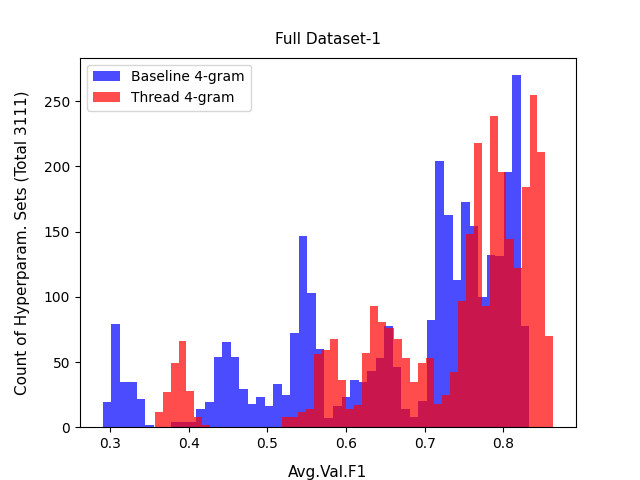 Full Dataset-1
Baseline 4-gram
Thread 4-gram
Count of Hyperparam. Sets (Total 3111)
250
200
150
100
50
0
0.3 0.4 0.5 0.6 0.7 0.8
Avg.Val.F1